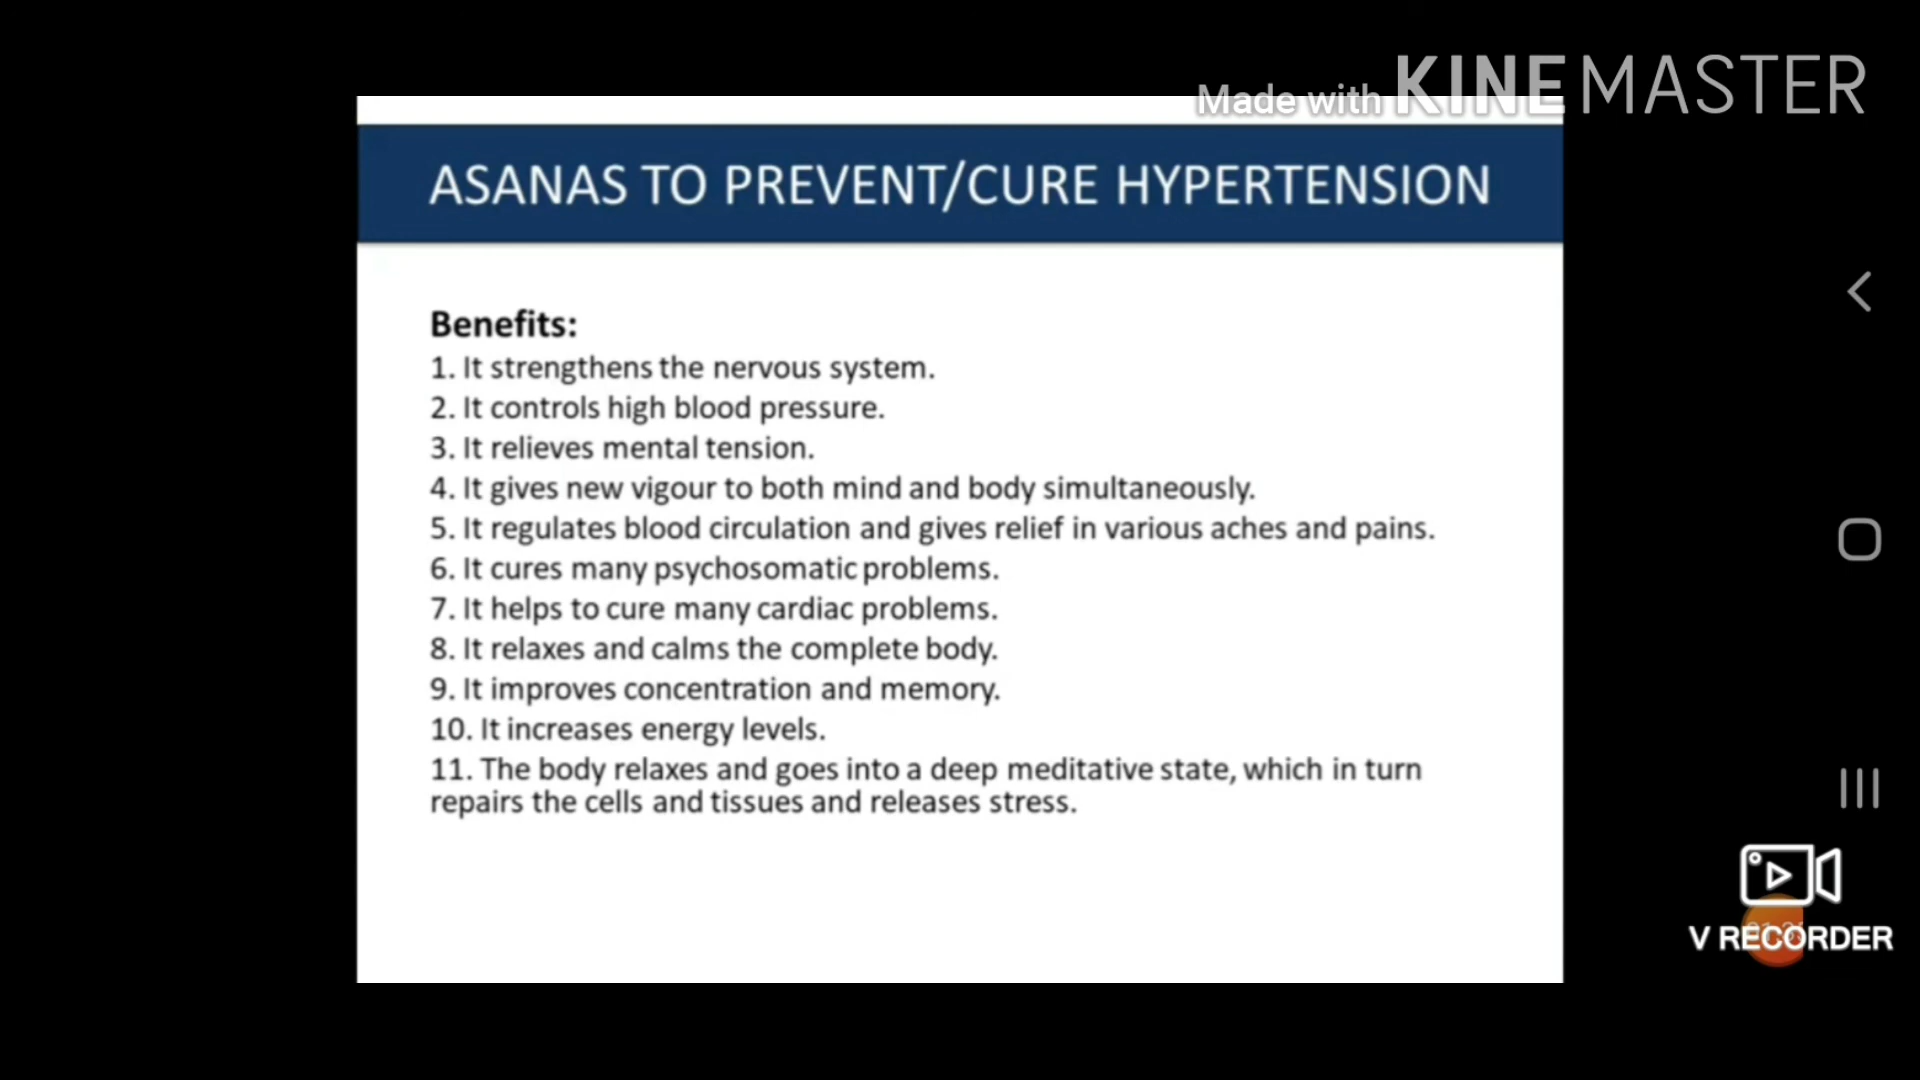 Made with KINEMASTER
ASANAS TO PREVENT/CURE HYPERTENSION
Benefits:
1. It strengthens the nervous system.
2. It controls high blood pressure.
3. It relieves mental tension.
4. It gives new vigour to both mind and body simultaneously.
5. It regulates blood circulation and gives relief in various aches and pains.
6. It cures many psychosomatic problems.
7. It helps to cure many cardiac problems.
8. It relaxes and calms the complete body.
9. It improves concentration and memory.
10. It increases energy levels.
11. The body relaxes and goes into a deep meditative state, which in turn
repairs the cells and tissues and releases stress.
V RECORDER